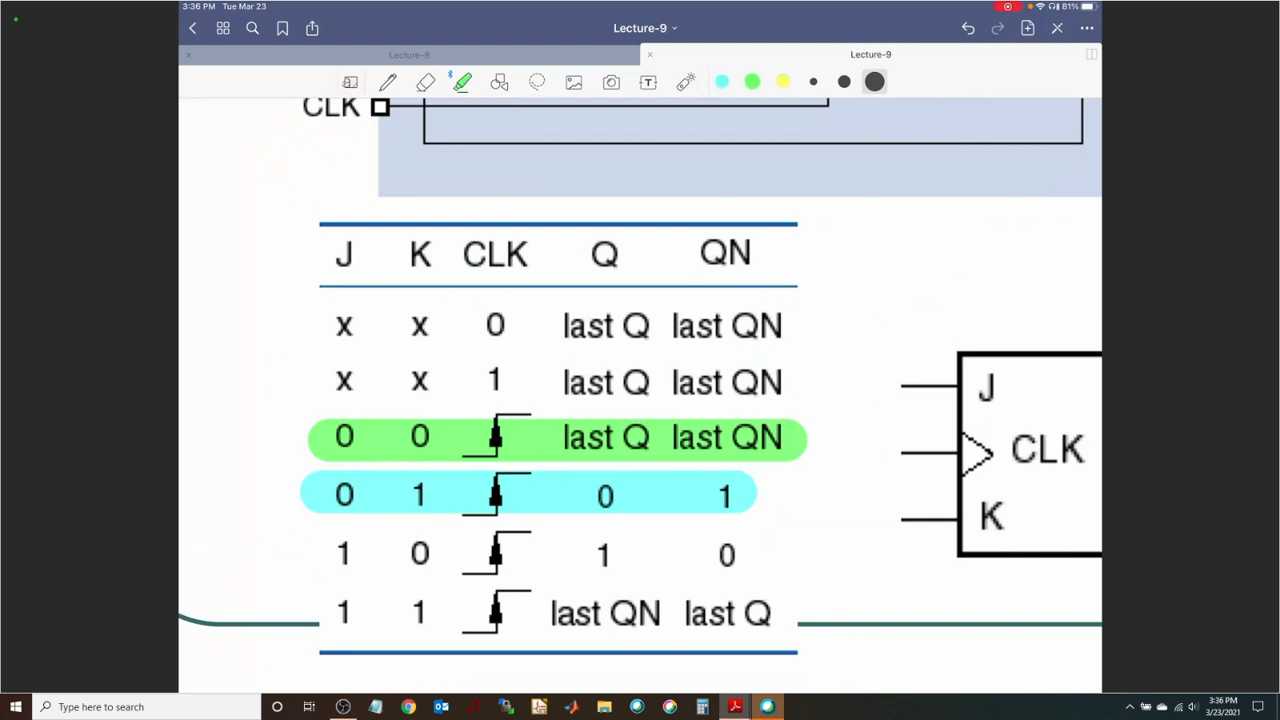 3:36 PM Tue Mar 23
81%
Lecture-9
Lecture-8
Lecture-9
T
CLK
J K CLK Q QN
x x 0 last Q last QN
x x 1 last Q last QN
0 0 last Q last QN
0 1 0 1
1 0 1 0
1 1 last QN last Q
J
CLK
K
Type here to search
3:36 PM
3/23/2021